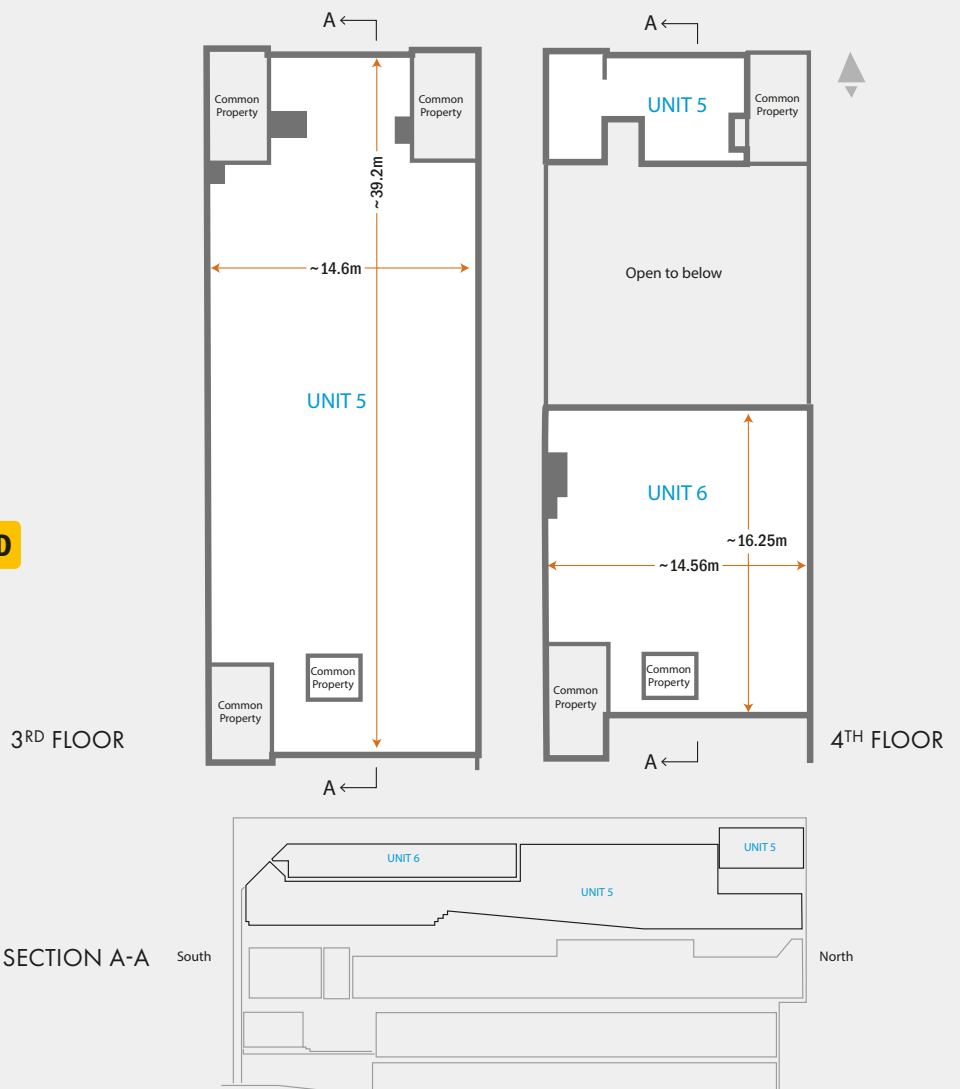 A
A
Common
Property
Common
Property
UNIT 5
Common
Property
~39.2m
~14.6m
Open to below
UNIT 5
UNIT 6
~16.25m
D
~14.56m
Common
Property
Common
Property
Common
Property
Common
Property
3RD FLOOR
4TH FLOOR
A
A
UNIT 6
UNIT 5
UNIT 5
SECTION A-A
South
North